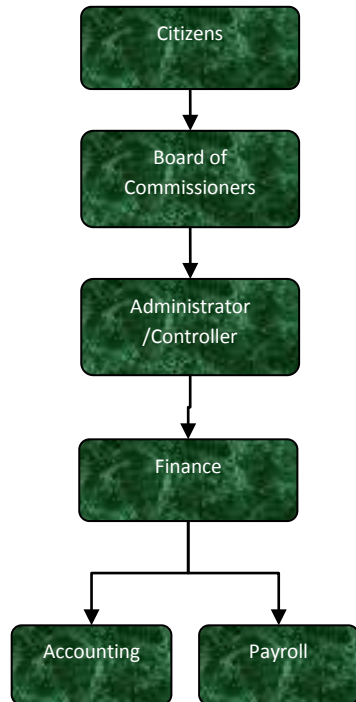 Citizens
Board of
Commissioners
Administrator
/Controller
Finance
Accounting
Payroll